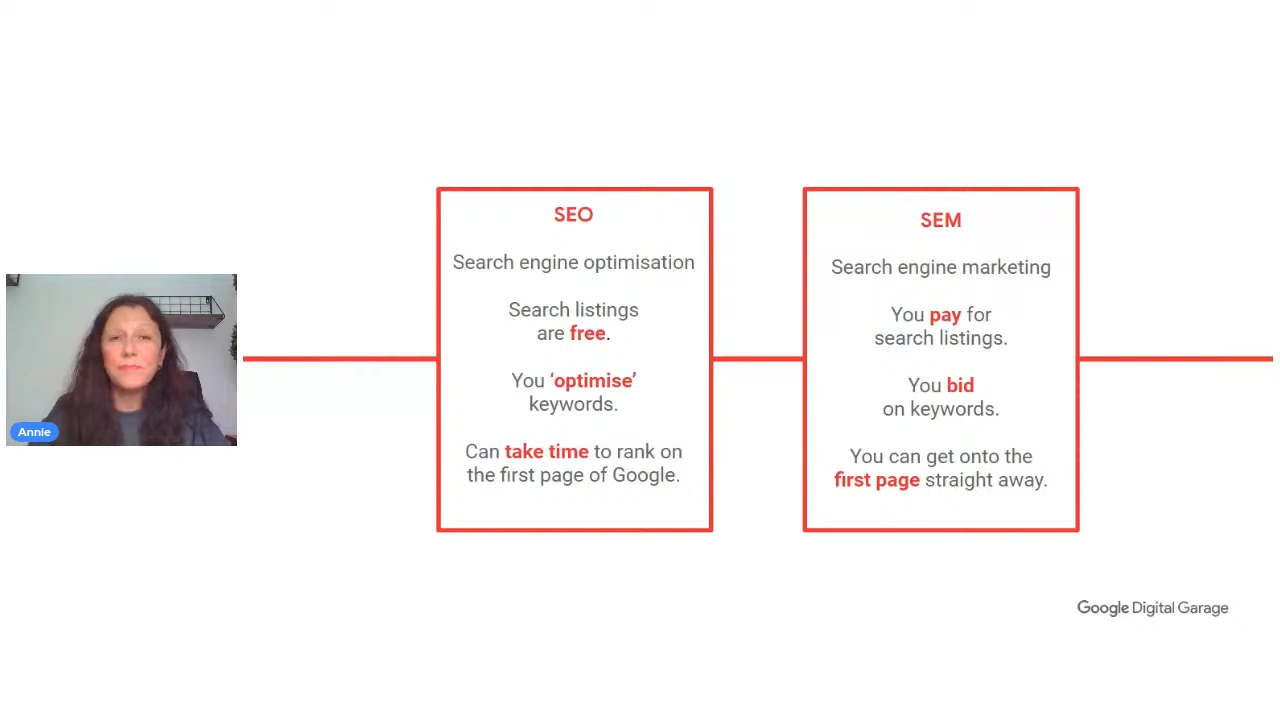 Annie
SEO
Search engine optimisation
Search listings
are free.
You ‘optimise’
keywords.
Can take time to rank on
the first page of Google.
SEM
Search engine marketing
You pay for
search listings.
You bid
on keywords.
You can get onto the
first page straight away.
Google Digital Garage